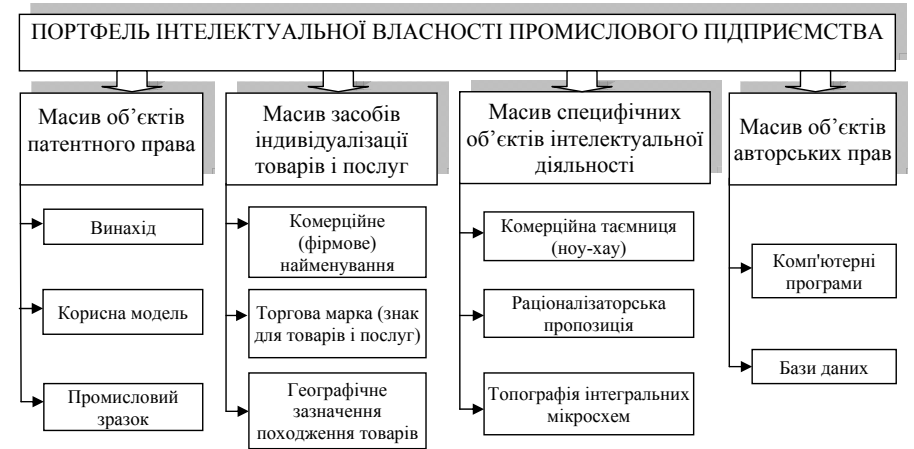 ПОРТФЕЛЬ ІНТЕЛЕКТУАЛЬНОЇ ВЛАСНОСТІ ПРОМИСЛОВОГО ПІДПРИЄМСТВА
Масив об’єктів
патентного права
Винахід
Корисна модель
Промисловий
зразок
Масив засобів
індивідуалізації
товарів і послуг
Комерційне
(фірмове)
найменування
Торгова марка (знак
для товарів і послуг)
Географічне
зазначення
походження товарів
Масив специфічних
об’єктів інтелектуальної
діяльності
Комерційна таємниця
(ноу-хау)
Раціоналізаторська
пропозиція
Топографія інтегральних
мікросхем
Масив об’єктів
авторських прав
Комп'ютерні
програми
Бази даних